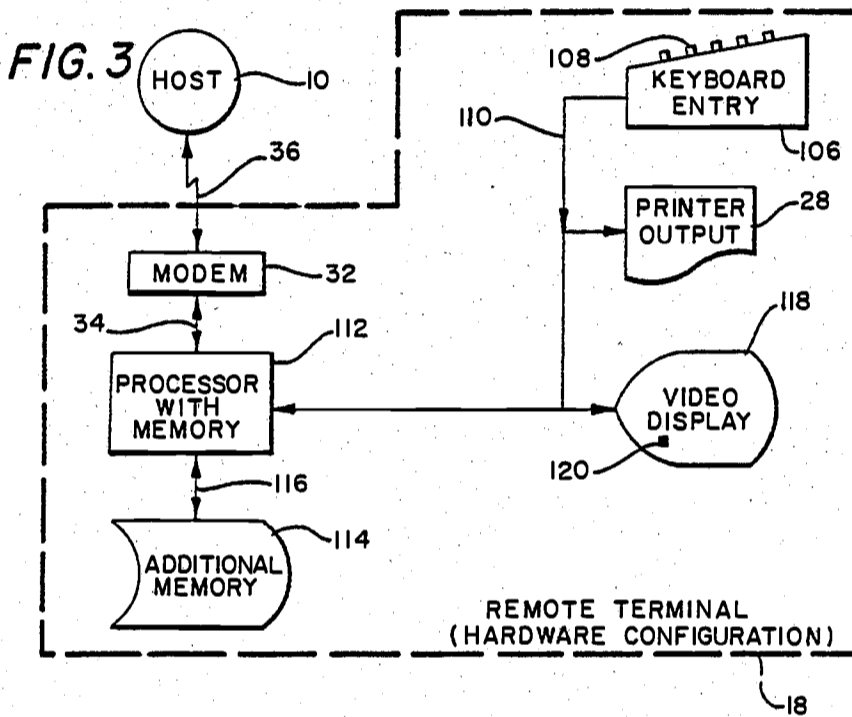 FIG. 3
HOST
10
36
108
KEYBOARD
ENTRY
110
106
PRINTER
OUTPUT
28
MODEM
32
34
112
118
PROCESSOR
WITH
MEMORY
VIDEO
DISPLAY
120
116
114
ADDITIONAL
MEMORY
REMOTE TERMINAL
(HARDWARE CONFIGURATION)
18